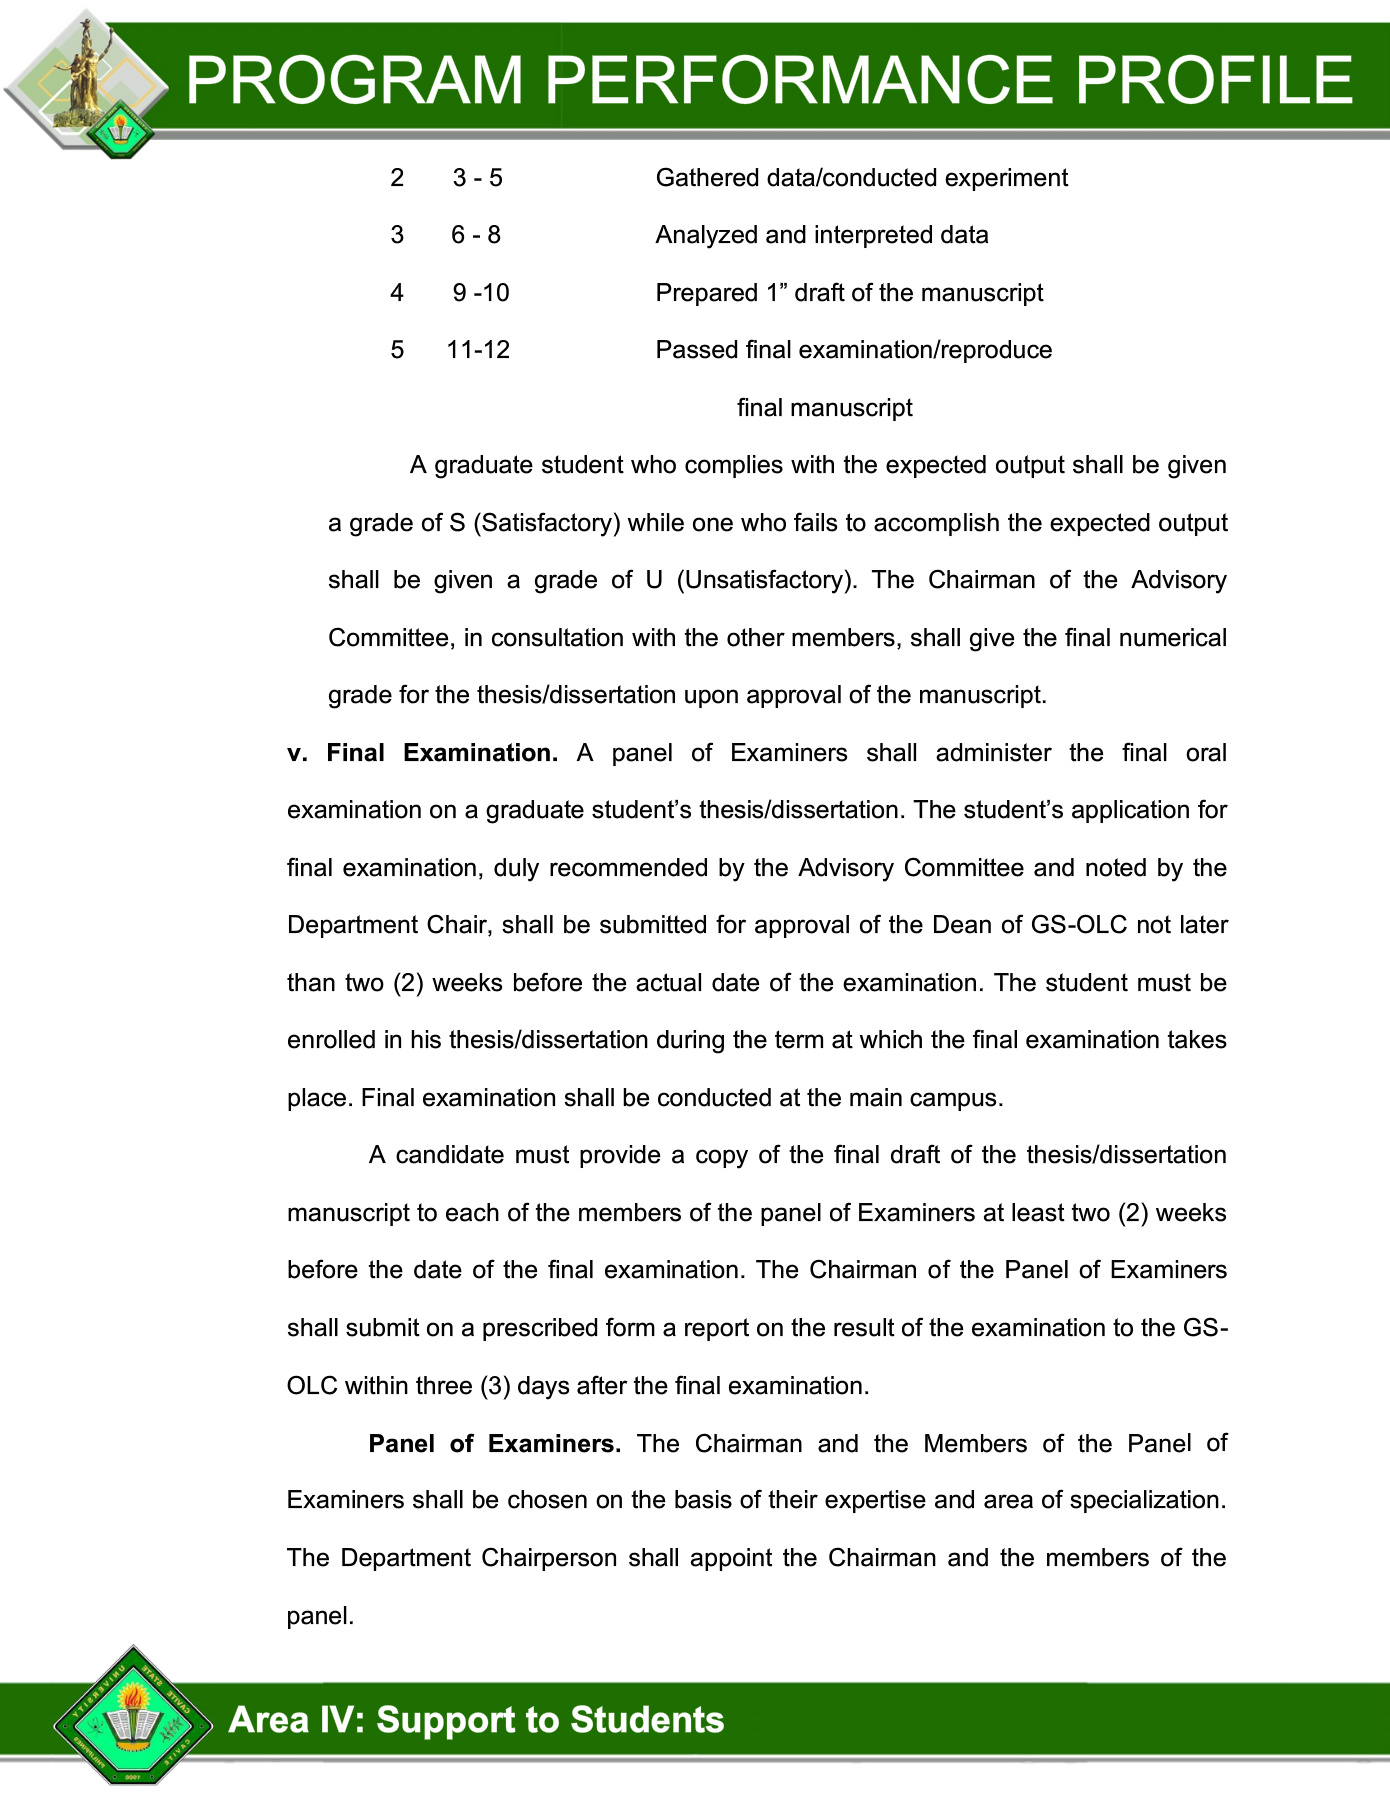 PROGRAM PERFORMANCE PROFILE
2 3 - 5 Gathered data/conducted experiment
3 6 - 8 Analyzed and interpreted data
4 9 -10 Prepared 1” draft of the manuscript
5 11-12 Passed final examination/reproduce
final manuscript
A graduate student who complies with the expected output shall be given
a grade of S (Satisfactory) while one who fails to accomplish the expected output
shall be given a grade of U (Unsatisfactory). The Chairman of the Advisory
Committee, in consultation with the other members, shall give the final numerical
grade for the thesis/dissertation upon approval of the manuscript.
v. Final Examination. A panel of Examiners shall administer the final oral
examination on a graduate student’s thesis/dissertation. The student’s application for
final examination, duly recommended by the Advisory Committee and noted by the
Department Chair, shall be submitted for approval of the Dean of GS-OLC not later
than two (2) weeks before the actual date of the examination. The student must be
enrolled in his thesis/dissertation during the term at which the final examination takes
place. Final examination shall be conducted at the main campus.
A candidate must provide a copy of the final draft of the thesis/dissertation
manuscript to each of the members of the panel of Examiners at least two (2) weeks
before the date of the final examination. The Chairman of the Panel of Examiners
shall submit on a prescribed form a report on the result of the examination to the GS-
OLC within three (3) days after the final examination.
Panel of Examiners. The Chairman and the Members of the Panel of
Examiners shall be chosen on the basis of their expertise and area of specialization.
The Department Chairperson shall appoint the Chairman and the members of the
panel.
CAVITE STATE UNIVERSITY
CAVITE PHILIPPINES
Area IV: Support to Students